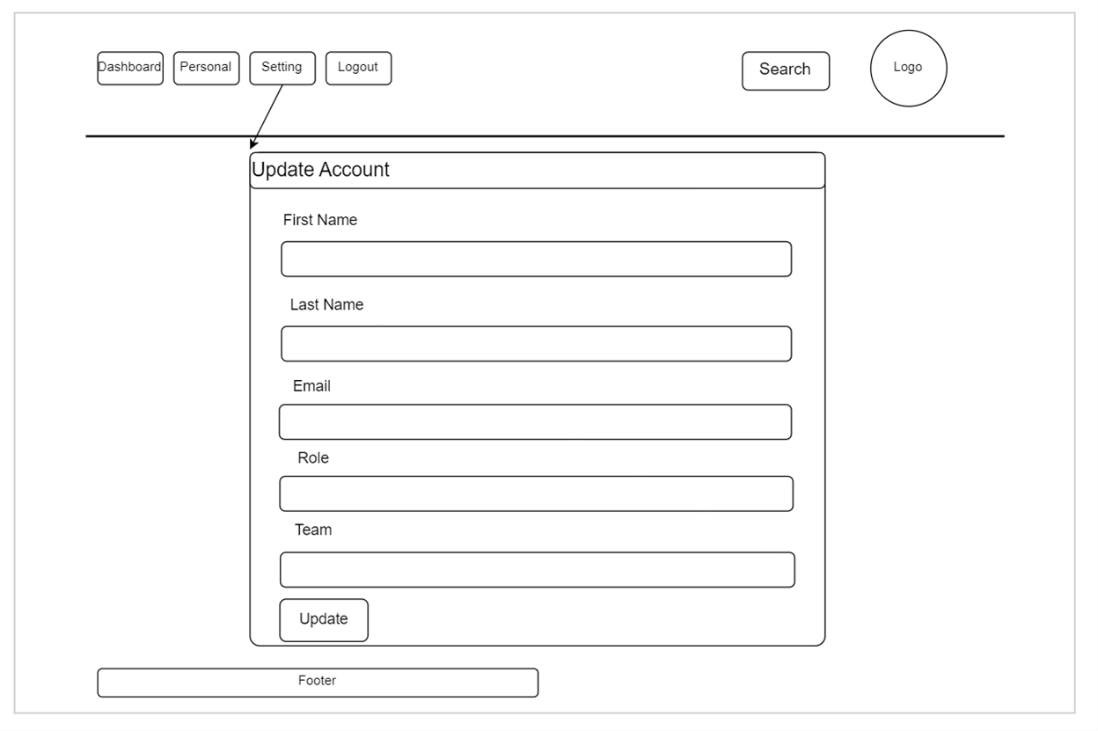 Dashboard Personal Setting Logout Search Logo
Update Account
First Name
Last Name
Email
Role
Team
Update
Footer